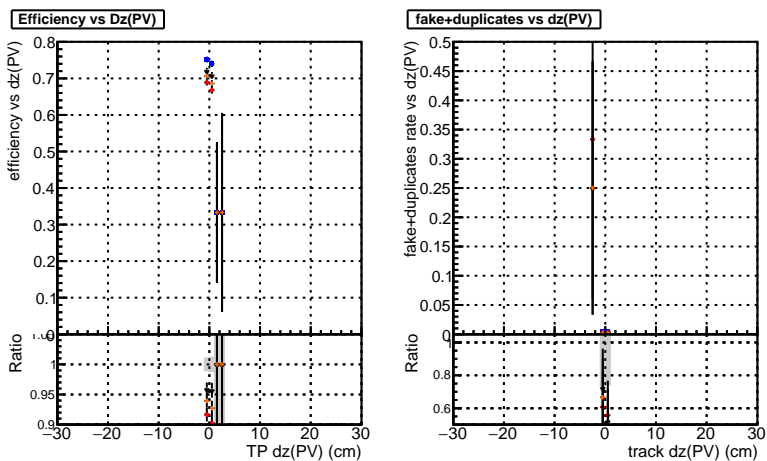 Efficiency vs Dz(PV)
efficiency vs dz(PV)
0.8
0.7
0.6
0.5
0.4
0.3
0.2
0.1
0
Ratio
1
0.95
0.9
−30 −20 −10 0 10 20 30
TP dz(PV) (cm)
fake+duplicates vs dz(PV)
fake+duplicates rate vs dz(PV)
0.5
0.45
0.4
0.35
0.3
0.25
0.2
0.15
0.1
0.05
0
Ratio
0.8
0.6
−30 −20 −10 0 10 20 30
track dz(PV) (cm)